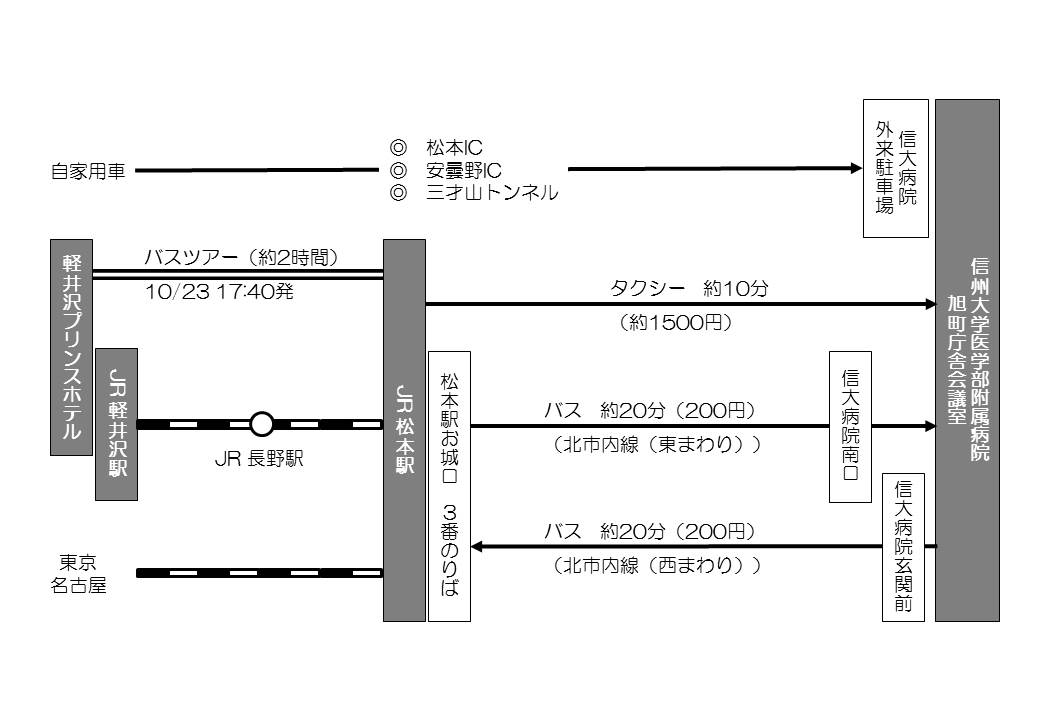 自家用車
◎　松本IC
◎　安曇野IC
◎　三才山トンネル
信大病院
外来駐車場
軽井沢プリンスホテル
バスツアー（約2時間）
10/23 17:40発
JR 軽井沢駅
JR 長野駅
東京
名古屋
JR 松本駅
タクシー　約10分
（約1500円）
松本駅お城口　3番のりば
バス　約20分（200円）
（北市内線（東まわり））
信大病院南口
バス　約20分（200円）
（北市内線（西まわり））
信大病院玄関前
信州大学医学部附属病院
旭町庁舎会議室